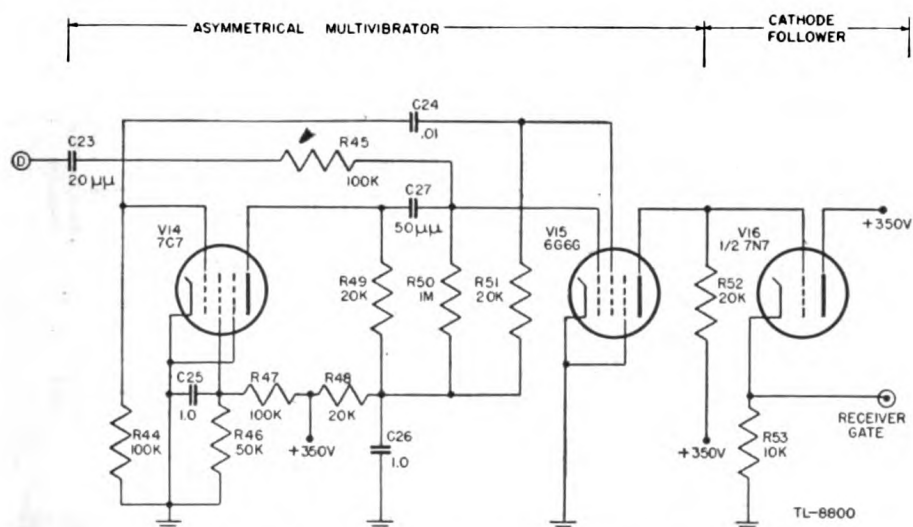 ASYMMETRICAL MULTIVIBRATOR
CATHODE
FOLLOWER
C24
.01
C23
20 μμ
D
R45
100K
C27
50μμ
V14
7C7
V15
6G6G
V16
1/2 7N7
+350V
R49
20K
R50
1M
R51
20K
R52
20K
C25
1.0
R47
100K
R48
20K
R44
100K
R46
50K
+350V
C26
1.0
+350V
R53
10K
RECEIVER
GATE
TL-8800